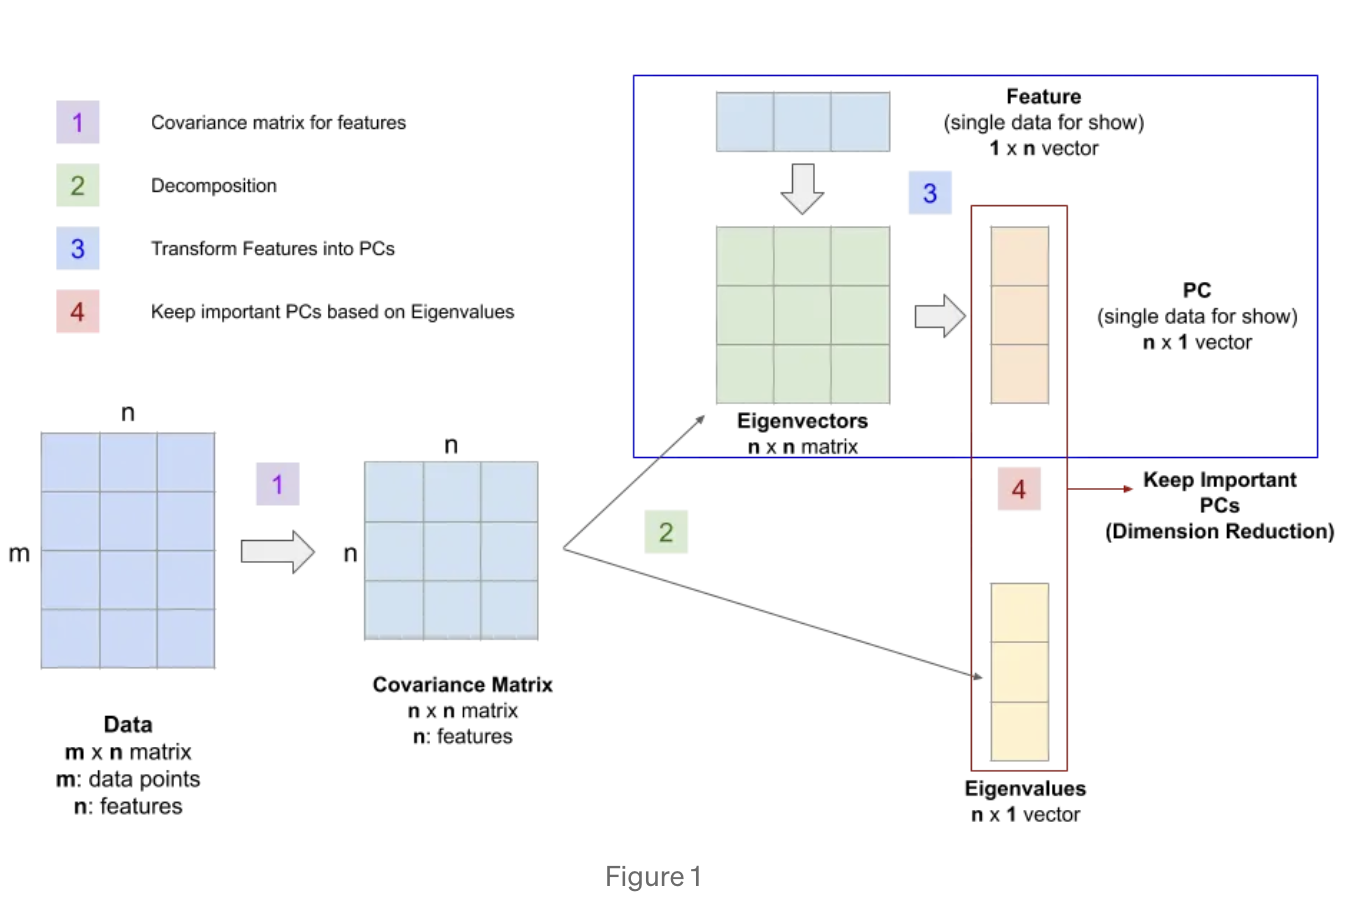 1
Covariance matrix for features
2
Decomposition
3
Transform Features into PCs
4
Keep important PCs based on Eigenvalues
Feature
(single data for show)
1 x n vector
3
PC
(single data for show)
n x 1 vector
Eigenvectors
n x n matrix
n
m
1
n
n
2
4
Keep Important
PCs
(Dimension Reduction)
Data
m x n matrix
m: data points
n: features
Covariance Matrix
n x n matrix
n: features
Eigenvalues
n x 1 vector
Figure 1